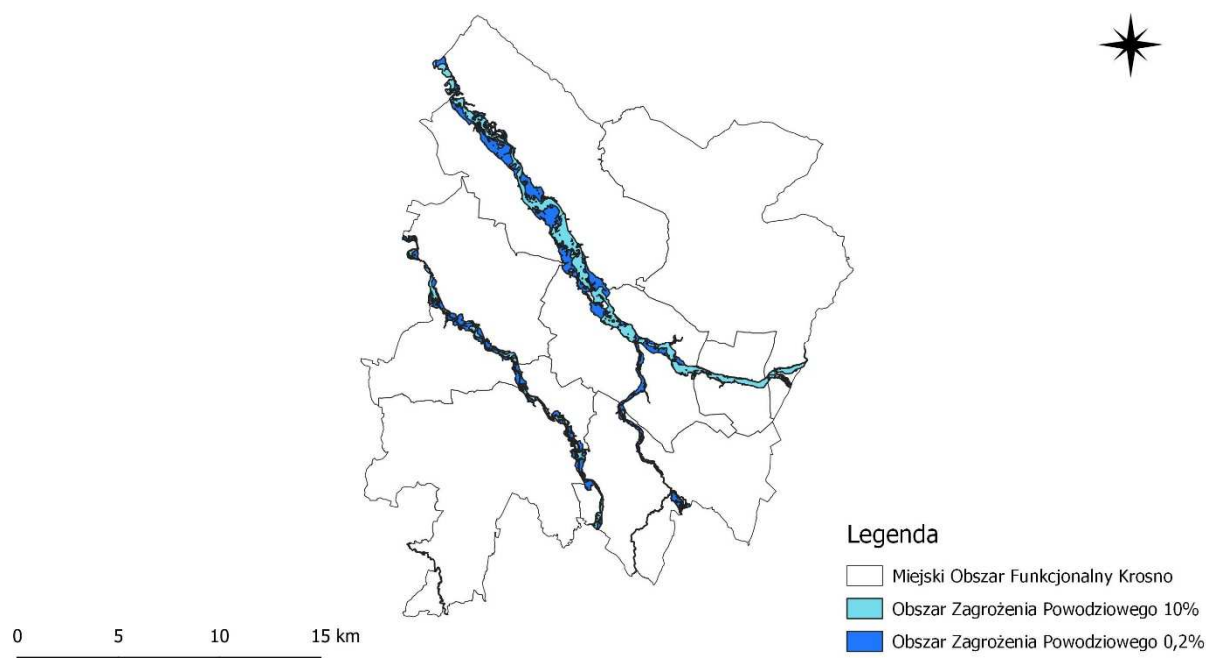 Legenda
Miejski Obszar Funkcjonalny Krosno
Obszar Zagrożenia Powodziowego 10%
Obszar Zagrożenia Powodziowego 0,2%
0 5 10 15 km